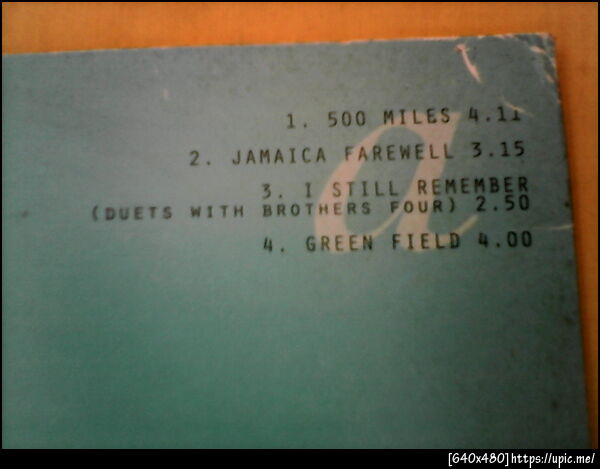 a
1. 500 MILES 4.11
2. JAMAICA FAREWELL 3.15
3. I STILL REMEMBER
(DUETS WITH BROTHERS FOUR) 2.50
4. GREEN FIELD 4.00
[640x480]https://upic.me/